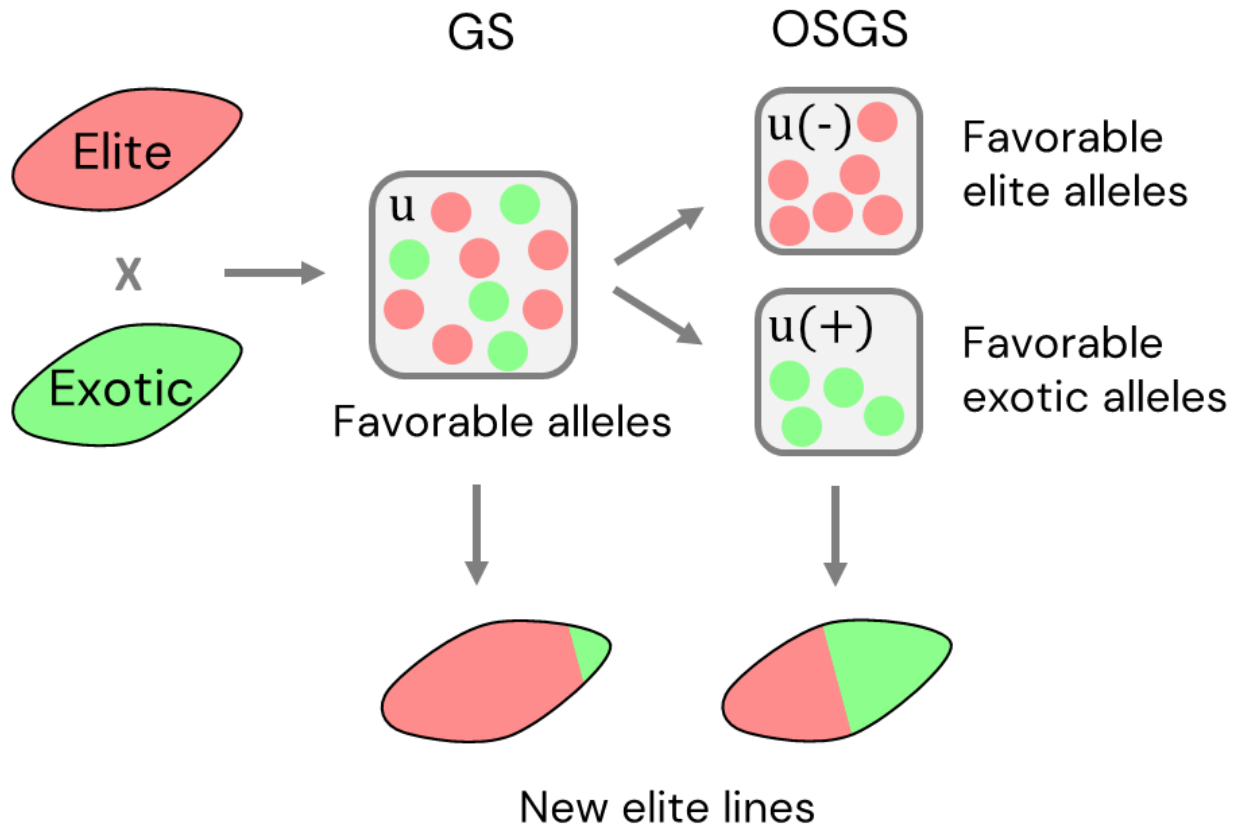 GS
OSGS
Elite
x
Exotic
u
Favorable alleles
u(-)
Favorable
elite alleles
u(+)
Favorable
exotic alleles
New elite lines